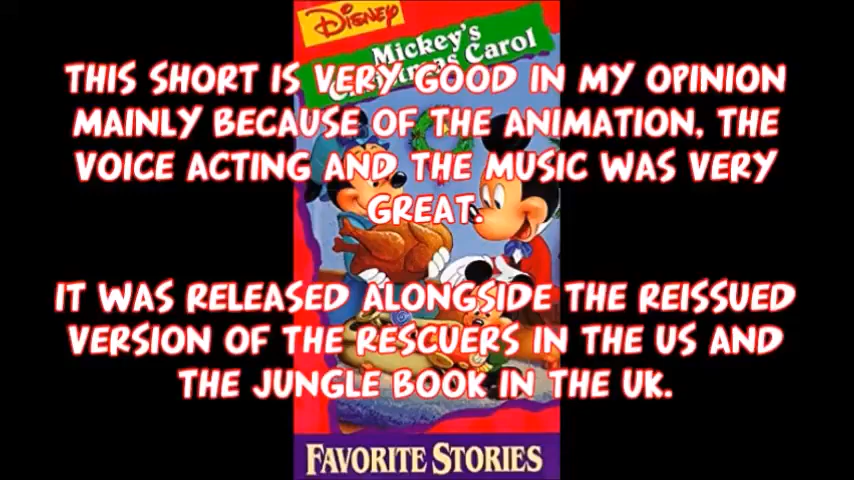 Disney
Mickey's
Christmas Carol
THIS SHORT IS VERY GOOD IN MY OPINION
MAINLY BECAUSE OF THE ANIMATION, THE
VOICE ACTING AND THE MUSIC WAS VERY
GREAT.
IT WAS RELEASED ALONGSIDE THE REISSUED
VERSION OF THE RESCUERS IN THE US AND
THE JUNGLE BOOK IN THE UK.
FAVORITE STORIES